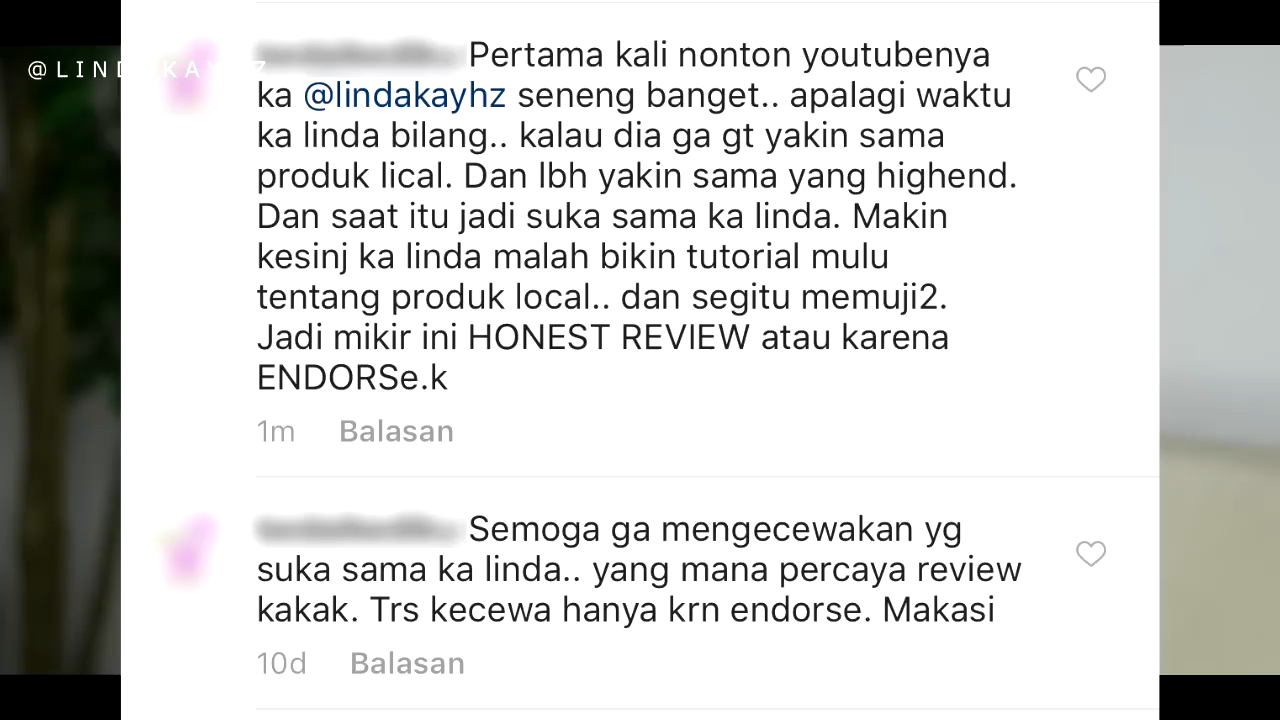 @LINDAKAYHZ
Pertama kali nonton youtubenya
ka @lindakayhz seneng banget.. apalagi waktu
ka linda bilang.. kalau dia ga gt yakin sama
produk lical. Dan lbh yakin sama yang highend.
Dan saat itu jadi suka sama ka linda. Makin
kesinj ka linda malah bikin tutorial mulu
tentang produk local.. dan segitu memuji2.
Jadi mikir ini HONEST REVIEW atau karena
ENDORSe.k
1m Balasan
Semoga ga mengecewakan yg
suka sama ka linda.. yang mana percaya review
kakak. Trs kecewa hanya krn endorse. Makasi
10d Balasan